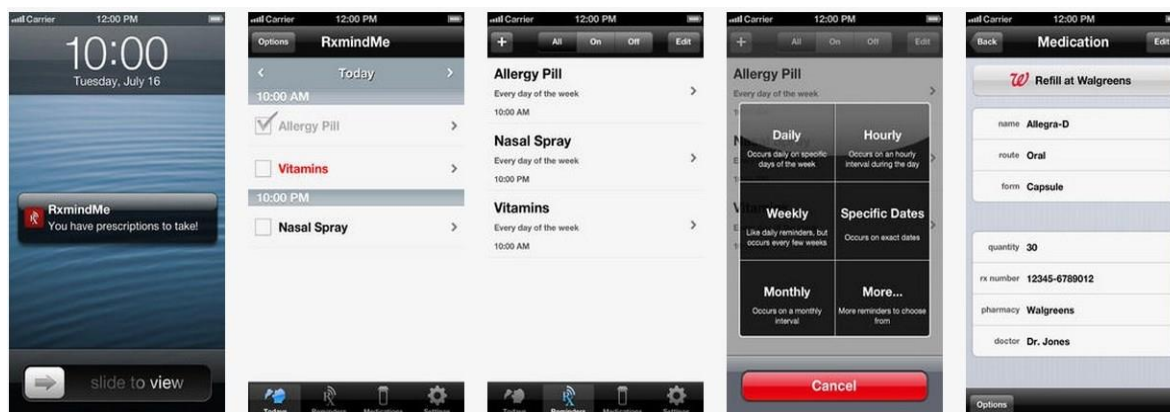 Carrier 12:00 PM
10:00
Tuesday, July 16
RxmindMe
You have prescriptions to take!
slide to view
Carrier 12:00 PM
Options RxmindMe
Today
10:00 AM
Allergy Pill
Vitamins
10:00 PM
Nasal Spray
Todays Reminders Medications Settings
Carrier 12:00 PM
+ All On Off Edit
Allergy Pill
Every day of the week
10:00 AM
Nasal Spray
Every day of the week
10:00 PM
Vitamins
Every day of the week
10:00 AM
Todays Reminders Medications Settings
Carrier 12:00 PM
+ All On Off Edit
Allergy Pill
Every day of the week
Daily
Occurs daily on specific
days of the week
Hourly
Occurs on an hourly
interval during the day
Weekly
Like daily reminders, but
occurs every few weeks
Specific Dates
Occurs on exact dates
Monthly
Occurs on a monthly
interval
More...
More reminders to choose
from
Cancel
Carrier 12:00 PM
Back Medication Edit
Refill at Walgreens
name Allegra-D
route Oral
form Capsule
quantity 30
rx number 12345-6789012
pharmacy Walgreens
doctor Dr. Jones
Options